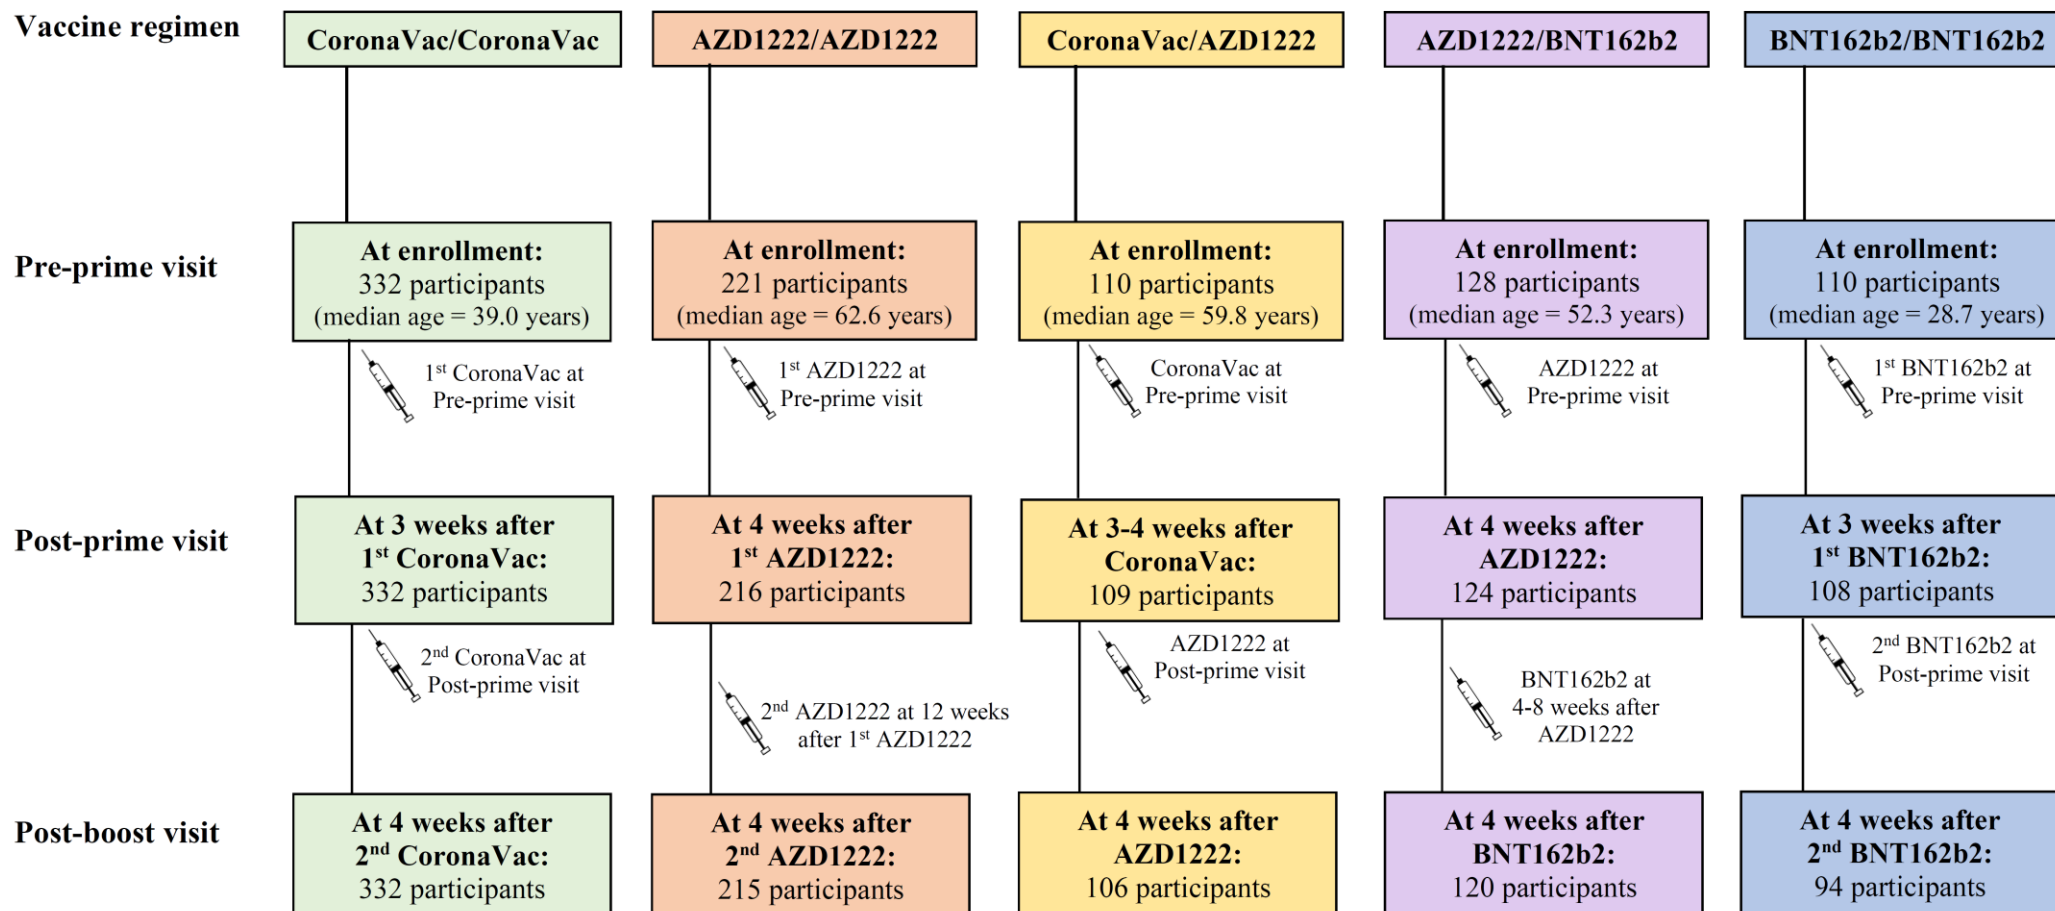 Vaccine regimen
CoronaVac/CoronaVac
AZD1222/AZD1222
CoronaVac/AZD1222
AZD1222/BNT162b2
BNT162b2/BNT162b2
Pre-prime visit
At enrollment:
332 participants
(median age = 39.0 years)
At enrollment:
221 participants
(median age = 62.6 years)
At enrollment:
110 participants
(median age = 59.8 years)
At enrollment:
128 participants
(median age = 52.3 years)
At enrollment:
110 participants
(median age = 28.7 years)
1st CoronaVac at
Pre-prime visit
1st AZD1222 at
Pre-prime visit
CoronaVac at
Pre-prime visit
AZD1222 at
Pre-prime visit
1st BNT162b2 at
Pre-prime visit
Post-prime visit
At 3 weeks after
1st CoronaVac:
332 participants
At 4 weeks after
1st AZD1222:
216 participants
At 3-4 weeks after
CoronaVac:
109 participants
At 4 weeks after
AZD1222:
124 participants
At 3 weeks after
1st BNT162b2:
108 participants
2nd CoronaVac at
Post-prime visit
2nd AZD1222 at 12 weeks
after 1st AZD1222
AZD1222 at
Post-prime visit
BNT162b2 at
4-8 weeks after
AZD1222
2nd BNT162b2 at
Post-prime visit
Post-boost visit
At 4 weeks after
2nd CoronaVac:
332 participants
At 4 weeks after
2nd AZD1222:
215 participants
At 4 weeks after
AZD1222:
106 participants
At 4 weeks after
BNT162b2:
120 participants
At 4 weeks after
2nd BNT162b2:
94 participants